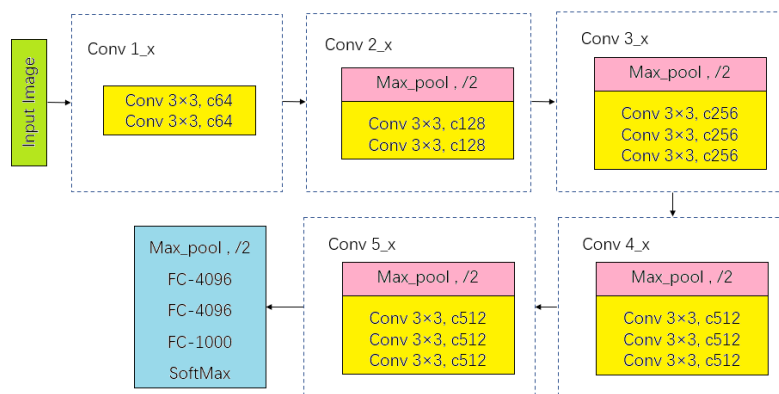 Input Image
Conv 1_x
Conv 3×3, c64
Conv 3×3, c64
Conv 2_x
Max_pool , /2
Conv 3×3, c128
Conv 3×3, c128
Conv 3_x
Max_pool , /2
Conv 3×3, c256
Conv 3×3, c256
Conv 3×3, c256
Conv 4_x
Max_pool , /2
Conv 3×3, c512
Conv 3×3, c512
Conv 3×3, c512
Conv 5_x
Max_pool , /2
Conv 3×3, c512
Conv 3×3, c512
Conv 3×3, c512
Max_pool , /2
FC-4096
FC-4096
FC-1000
SoftMax